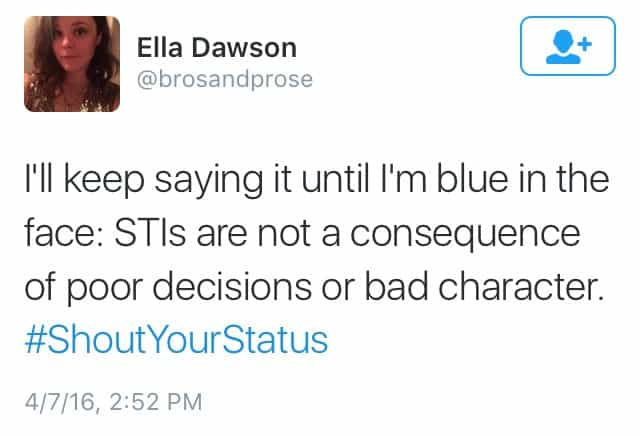 Ella Dawson
@brosandprose
I'll keep saying it until I'm blue in the
face: STIs are not a consequence
of poor decisions or bad character.
#ShoutYourStatus
4/7/16, 2:52 PM